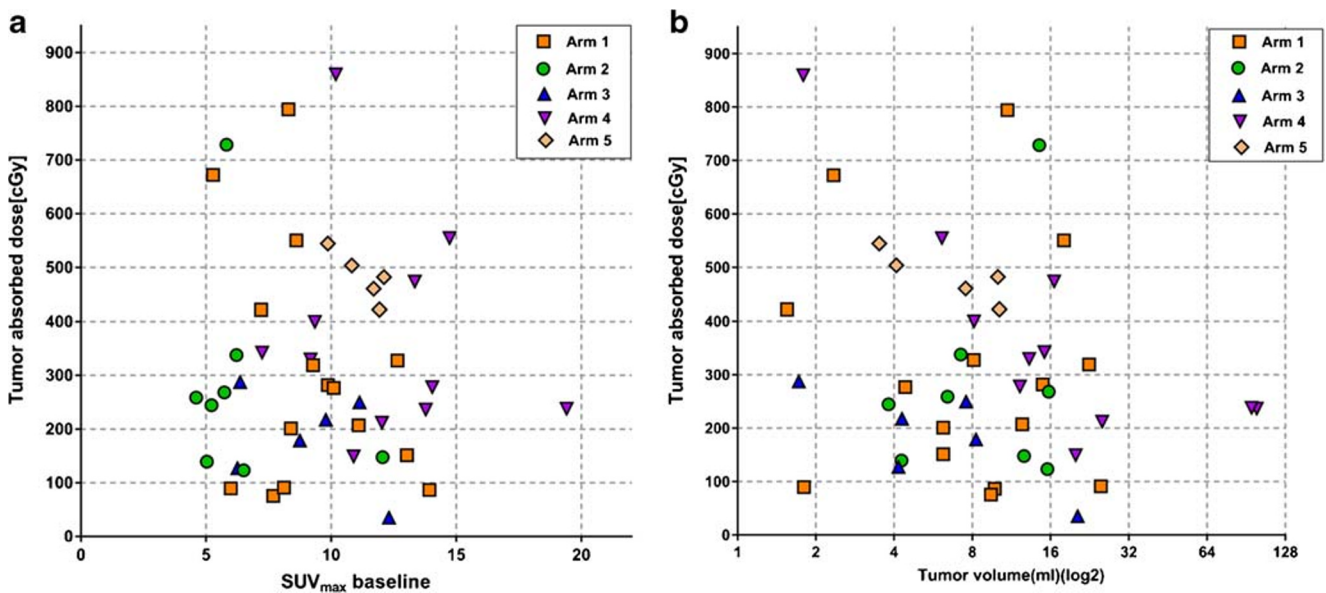 a
Tumor absorbed dose[cGy]
900
800
700
600
500
400
300
200
100
0
0 5 10 15 20
SUVmax baseline
Arm 1
Arm 2
Arm 3
Arm 4
Arm 5
b
Tumor absorbed dose[cGy]
900
800
700
600
500
400
300
200
100
0
1 2 4 8 16 32 64 128
Tumor volume(ml)(log2)
Arm 1
Arm 2
Arm 3
Arm 4
Arm 5